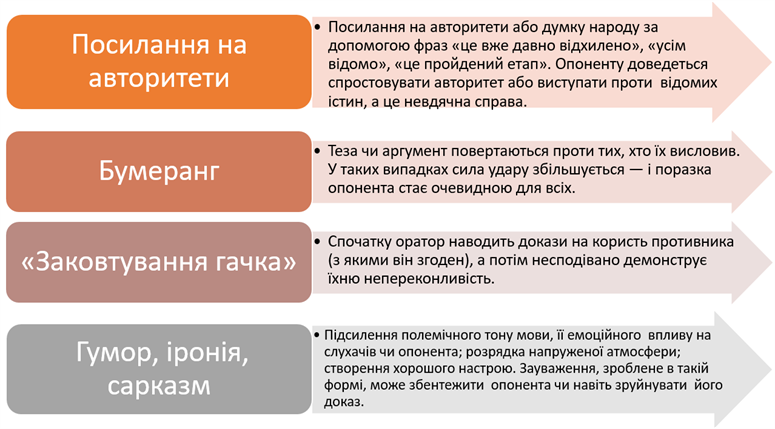 Посилання на
авторитети
• Посилання на авторитети або думку народу за
допомогою фраз «це вже давно відхилено», «усім
відомо», «це пройдений етап». Опоненту доведеться
спростовувати авторитет або виступати проти відомих
істин, а це невдячна справа.
Бумеранг
• Теза чи аргумент повертаються проти тих, хто їх висловив.
У таких випадках сила удару збільшується — і поразка
опонента стає очевидною для всіх.
«Заковтування гачка»
• Спочатку оратор наводить докази на користь противника
(з якими він згоден), а потім несподівано демонструє
їхню непереконливість.
Гумор, іронія,
сарказм
• Підсилення полемічного тону мови, її емоційного впливу на
слухачів чи опонента; розрядка напруженої атмосфери;
створення хорошого настрою. Зауваження, зроблене в такій
формі, може збентежити опонента чи навіть зруйнувати його
доказ.